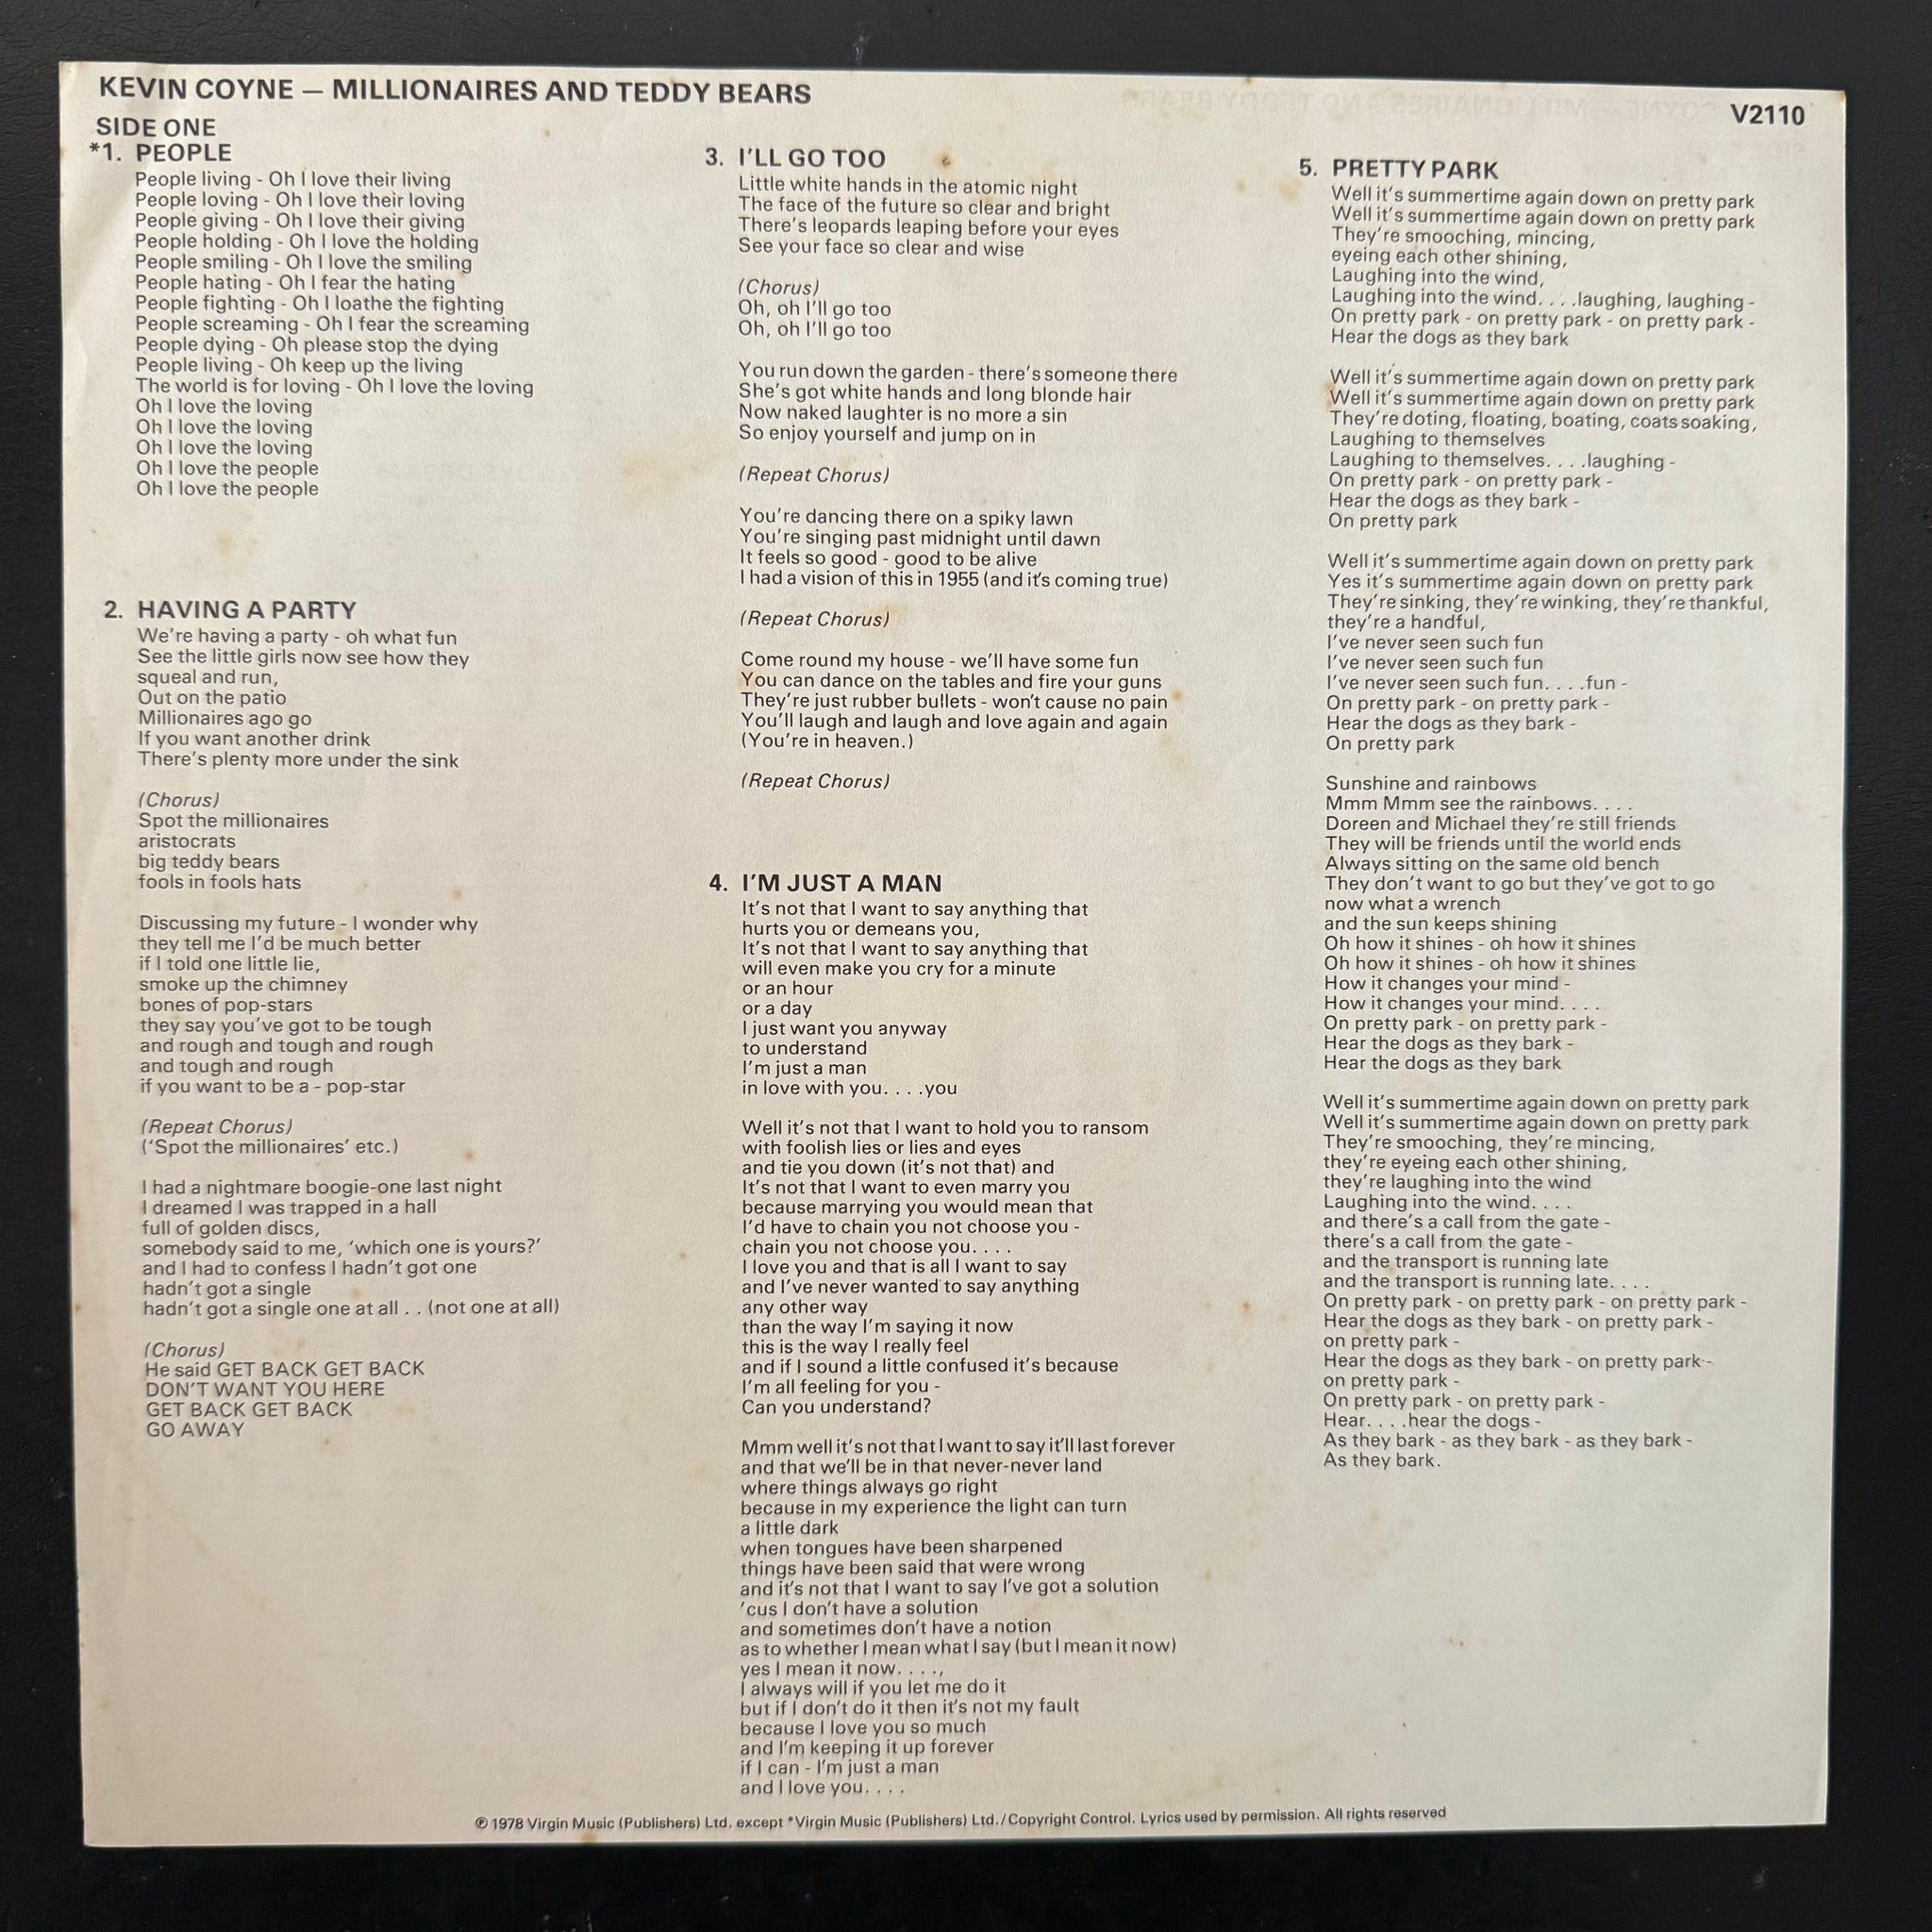 KEVIN COYNE — MILLIONAIRES AND TEDDY BEARS
V2110
SIDE ONE
*1. PEOPLE
People living - Oh I love their living
People loving - Oh I love their loving
People giving - Oh I love their giving
People holding - Oh I love the holding
People smiling - Oh I love the smiling
People hating - Oh I fear the hating
People fighting - Oh I loathe the fighting
People screaming - Oh I fear the screaming
People dying - Oh please stop the dying
People living - Oh keep up the living
The world is for loving - Oh I love the loving
Oh I love the loving
Oh I love the loving
Oh I love the loving
Oh I love the people
Oh I love the people
2. HAVING A PARTY
We're having a party - oh what fun
See the little girls now see how they
squeal and run,
Out on the patio
Millionaires ago go
If you want another drink
There's plenty more under the sink
(Chorus)
Spot the millionaires
aristocrats
big teddy bears
fools in fools hats
Discussing my future - I wonder why
they tell me I'd be much better
if I told one little lie,
smoke up the chimney
bones of pop-stars
they say you've got to be tough
and rough and tough and rough
and tough and rough
if you want to be a - pop-star
(Repeat Chorus)
('Spot the millionaires' etc.)
I had a nightmare boogie-one last night
I dreamed I was trapped in a hall
full of golden discs,
somebody said to me, 'which one is yours?'
and I had to confess I hadn't got one
hadn't got a single
hadn't got a single one at all . . (not one at all)
(Chorus)
He said GET BACK GET BACK
DON'T WANT YOU HERE
GET BACK GET BACK
GO AWAY
3. I'LL GO TOO
Little white hands in the atomic night
The face of the future so clear and bright
There's leopards leaping before your eyes
See your face so clear and wise
(Chorus)
Oh, oh I'll go too
Oh, oh I'll go too
You run down the garden - there's someone there
She's got white hands and long blonde hair
Now naked laughter is no more a sin
So enjoy yourself and jump on in
(Repeat Chorus)
You're dancing there on a spiky lawn
You're singing past midnight until dawn
It feels so good - good to be alive
I had a vision of this in 1955 (and it's coming true)
(Repeat Chorus)
Come round my house - we'll have some fun
You can dance on the tables and fire your guns
They're just rubber bullets - won't cause no pain
You'll laugh and laugh and love again and again
(You're in heaven.)
(Repeat Chorus)
4. I'M JUST A MAN
It's not that I want to say anything that
hurts you or demeans you,
It's not that I want to say anything that
will even make you cry for a minute
or an hour
or a day
I just want you anyway
to understand
I'm just a man
in love with you. . . .you
Well it's not that I want to hold you to ransom
with foolish lies or lies and eyes
and tie you down (it's not that) and
It's not that I want to even marry you
because marrying you would mean that
I'd have to chain you not choose you -
chain you not choose you. . . .
I love you and that is all I want to say
and I've never wanted to say anything
any other way
than the way I'm saying it now
this is the way I really feel
and if I sound a little confused it's because
I'm all feeling for you -
Can you understand?
Mmm well it's not that I want to say it'll last forever
and that we'll be in that never-never land
where things always go right
because in my experience the light can turn
a little dark
when tongues have been sharpened
things have been said that were wrong
and it's not that I want to say I've got a solution
'cus I don't have a solution
and sometimes don't have a notion
as to whether I mean what I say (but I mean it now)
yes I mean it now. . . .,
I always will if you let me do it
but if I don't do it then it's not my fault
because I love you so much
and I'm keeping it up forever
if I can - I'm just a man
and I love you. . . .
5. PRETTY PARK
Well it's summertime again down on pretty park
Well it's summertime again down on pretty park
They're smooching, mincing,
eyeing each other shining,
Laughing into the wind,
Laughing into the wind. . . .laughing, laughing -
On pretty park - on pretty park - on pretty park -
Hear the dogs as they bark
Well it's summertime again down on pretty park
Well it's summertime again down on pretty park
They're doting, floating, boating, coats soaking,
Laughing to themselves
Laughing to themselves. . . .laughing -
On pretty park - on pretty park -
Hear the dogs as they bark -
On pretty park
Well it's summertime again down on pretty park
Yes it's summertime again down on pretty park
They're sinking, they're winking, they're thankful,
they're a handful,
I've never seen such fun
I've never seen such fun
I've never seen such fun. . . .fun -
On pretty park - on pretty park -
Hear the dogs as they bark -
On pretty park
Sunshine and rainbows
Mmm Mmm see the rainbows. . . .
Doreen and Michael they're still friends
They will be friends until the world ends
Always sitting on the same old bench
They don't want to go but they've got to go
now what a wrench
and the sun keeps shining
Oh how it shines - oh how it shines
Oh how it shines - oh how it shines
How it changes your mind -
How it changes your mind. . . .
On pretty park - on pretty park -
Hear the dogs as they bark -
Hear the dogs as they bark
Well it's summertime again down on pretty park
Well it's summertime again down on pretty park
They're smooching, they're mincing,
they're eyeing each other shining,
they're laughing into the wind
Laughing into the wind. . . .
and there's a call from the gate -
there's a call from the gate -
and the transport is running late
and the transport is running late. . . .
On pretty park - on pretty park - on pretty park -
Hear the dogs as they bark - on pretty park -
on pretty park -
Hear the dogs as they bark - on pretty park -
on pretty park -
On pretty park - on pretty park -
Hear. . . .hear the dogs -
As they bark - as they bark - as they bark -
As they bark.
℗ 1978 Virgin Music (Publishers) Ltd. except *Virgin Music (Publishers) Ltd./Copyright Control. Lyrics used by permission. All rights reserved